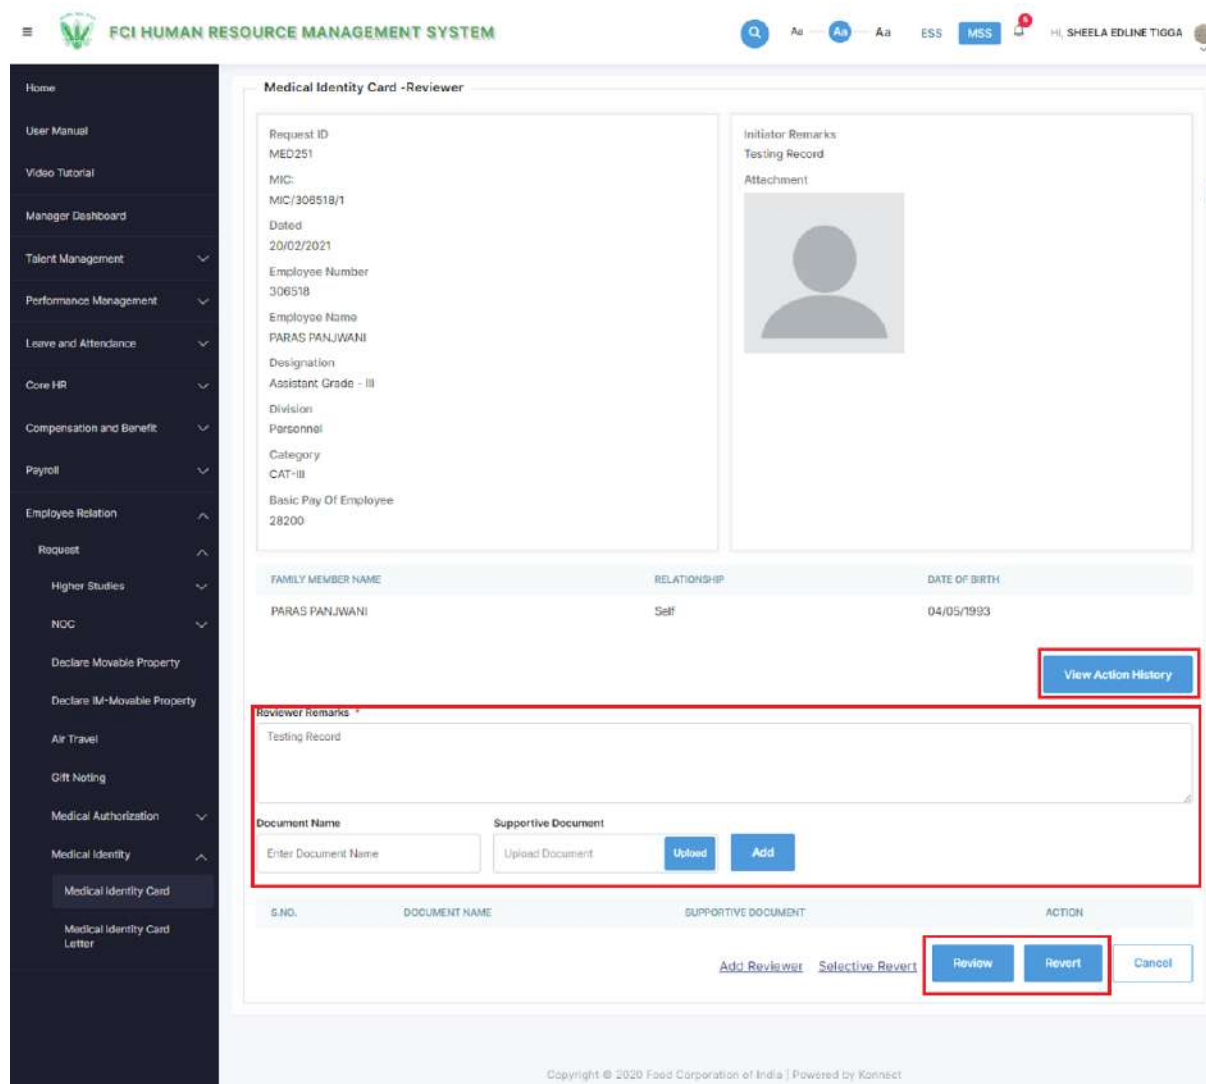 FCI HUMAN RESOURCE MANAGEMENT SYSTEM
Aa Aa Aa ESS MSS HI, SHEELA EDLINE TIGGA
Home
User Manual
Video Tutorial
Manager Dashboard
Talent Management
Performance Management
Leave and Attendance
Core HR
Compensation and Benefit
Payroll
Employee Relation
Request
Higher Studies
NOC
Declare Movable Property
Declare IM-Movable Property
Air Travel
Gift Noting
Medical Authorization
Medical Identity
Medical Identity Card
Medical Identity Card
Letter
Medical Identity Card -Reviewer
Request ID
MED251
MIC:
MIC/306518/1
Dated
20/02/2021
Employee Number
306518
Employee Name
PARAS PANJWANI
Designation
Assistant Grade - III
Division
Personnel
Category
CAT-III
Basic Pay Of Employee
28200
Initiator Remarks
Testing Record
Attachment
FAMILY MEMBER NAME RELATIONSHIP DATE OF BIRTH
PARAS PANJWANI Self 04/05/1993
View Action History
Reviewer Remarks *
Testing Record
Document Name Supportive Document
Enter Document Name Upload Document Upload Add
S.NO. DOCUMENT NAME SUPPORTIVE DOCUMENT ACTION
Add Reviewer Selective Revert Review Revert Cancel
Copyright © 2020 Food Corporation of India | Powered by Konnect